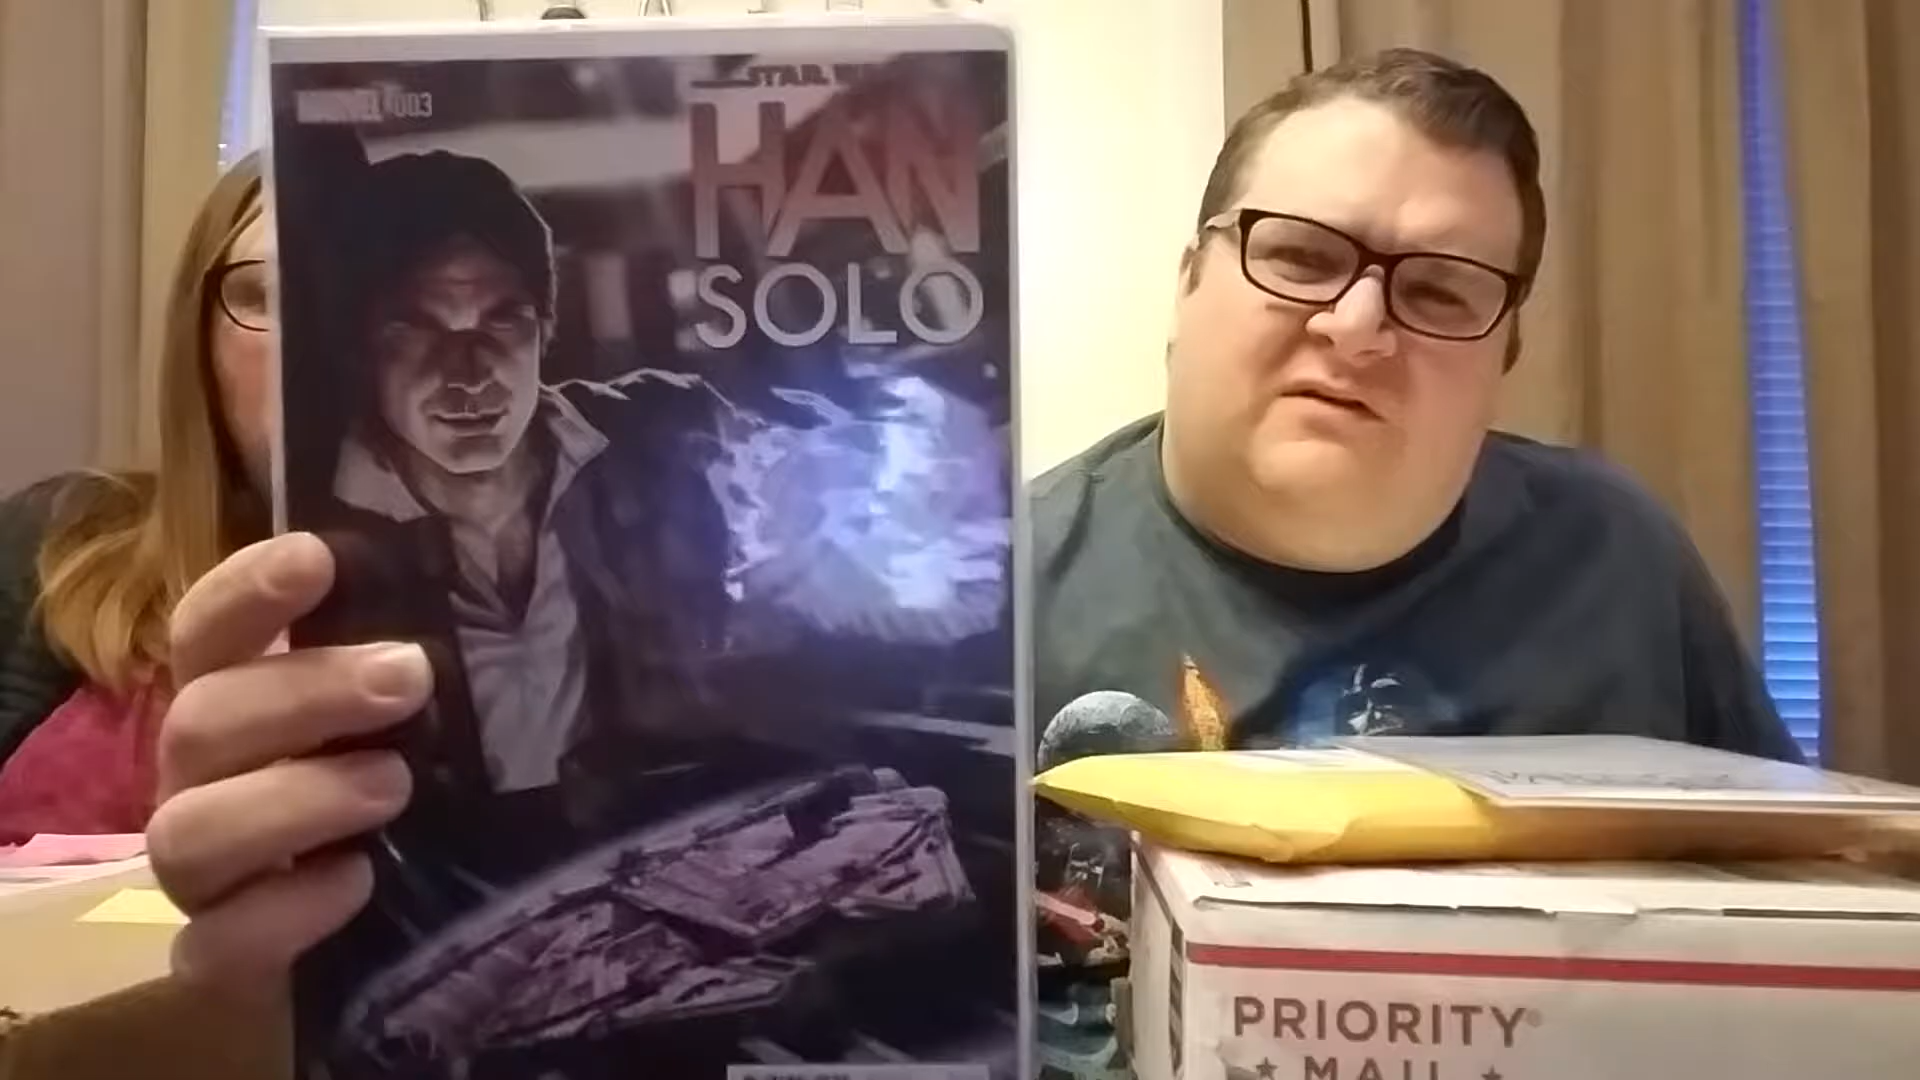 MARVEL 003
STAR WARS
HAN
SOLO
PRIORITY
MAIL